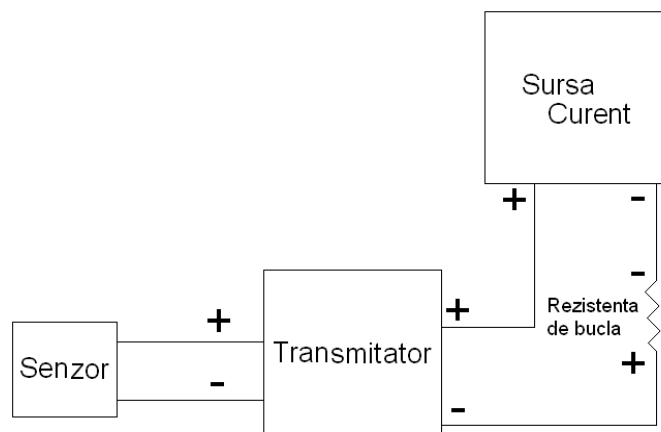 Sursa
Curent
+
-
-
Rezistenta
de bucla
+
+
-
Transmitator
+
-
Senzor